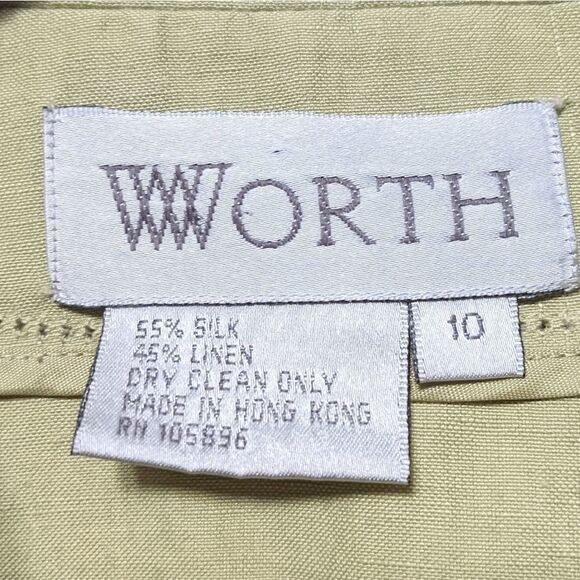 WORTH
55% SILK
45% LINEN
DRY CLEAN ONLY
MADE IN HONG KONG
RN 105896
10